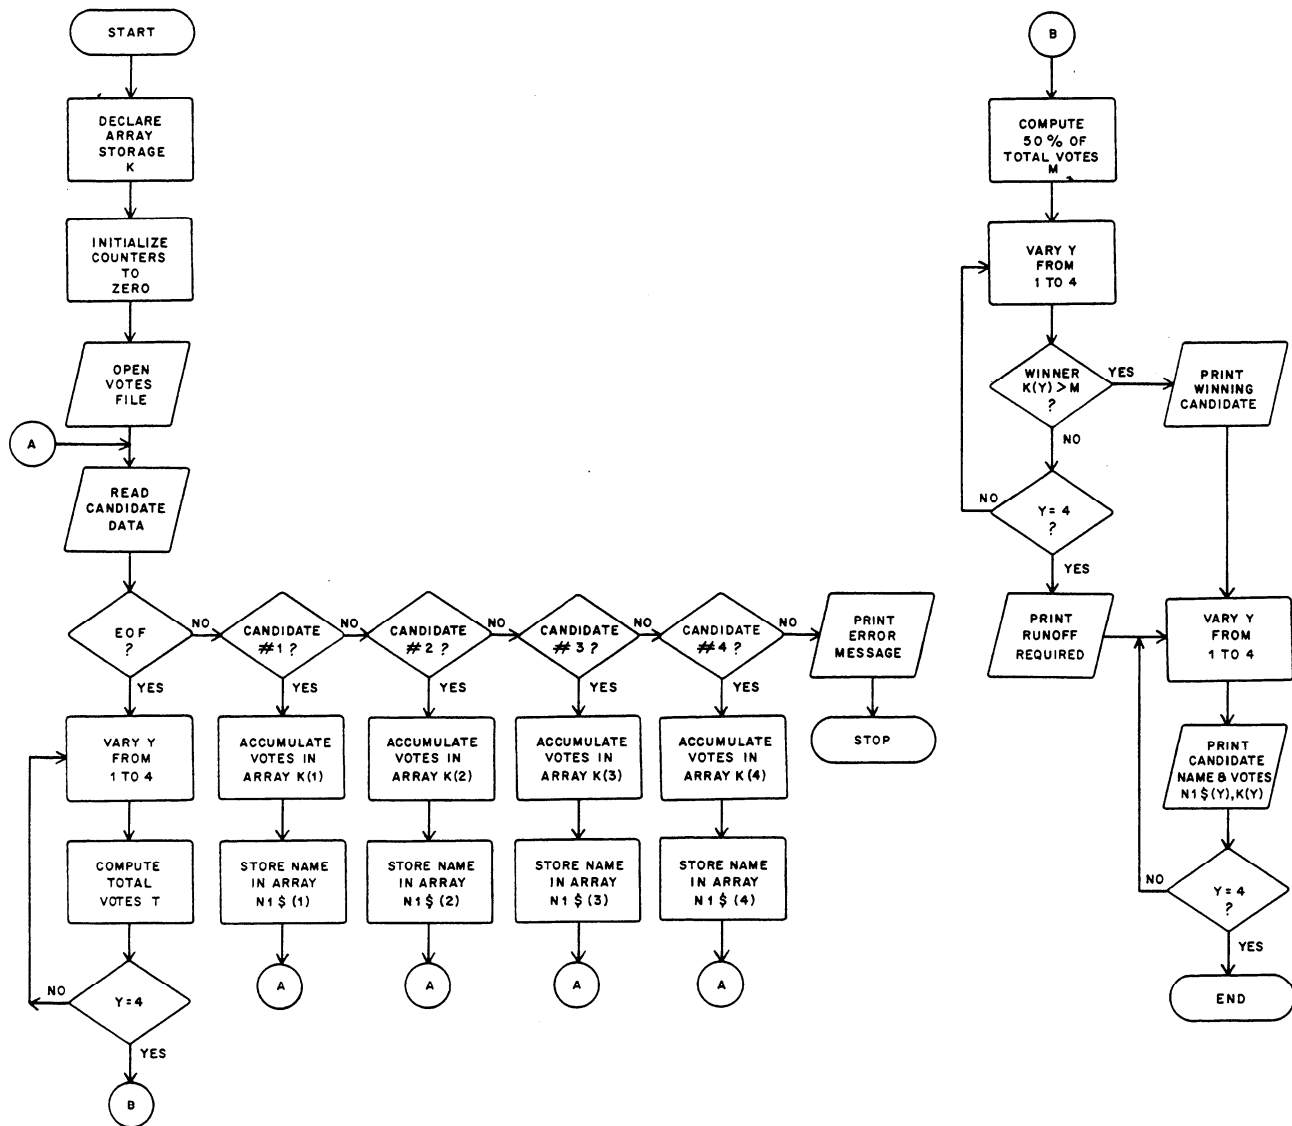 START
DECLARE
ARRAY
STORAGE
K
INITIALIZE
COUNTERS
TO
ZERO
OPEN
VOTES
FILE
A
READ
CANDIDATE
DATA
EOF
?
NO
YES
CANDIDATE
#1 ?
NO
YES
CANDIDATE
#2 ?
NO
YES
CANDIDATE
#3 ?
NO
YES
CANDIDATE
#4 ?
NO
YES
PRINT
ERROR
MESSAGE
STOP
VARY Y
FROM
1 TO 4
ACCUMULATE
VOTES IN
ARRAY K(1)
ACCUMULATE
VOTES IN
ARRAY K(2)
ACCUMULATE
VOTES IN
ARRAY K(3)
ACCUMULATE
VOTES IN
ARRAY K(4)
COMPUTE
TOTAL
VOTES T
STORE NAME
IN ARRAY
N1$(1)
STORE NAME
IN ARRAY
N1$(2)
STORE NAME
IN ARRAY
N1$(3)
STORE NAME
IN ARRAY
N1$(4)
A
A
A
A
Y=4
NO
YES
B
B
COMPUTE
50% OF
TOTAL VOTES
M
VARY Y
FROM
1 TO 4
WINNER
K(Y)>M
?
YES
NO
PRINT
WINNING
CANDIDATE
Y=4
?
NO
YES
PRINT
RUNOFF
REQUIRED
VARY Y
FROM
1 TO 4
PRINT
CANDIDATE
NAME & VOTES
N1$(Y),K(Y)
Y=4
?
NO
YES
END